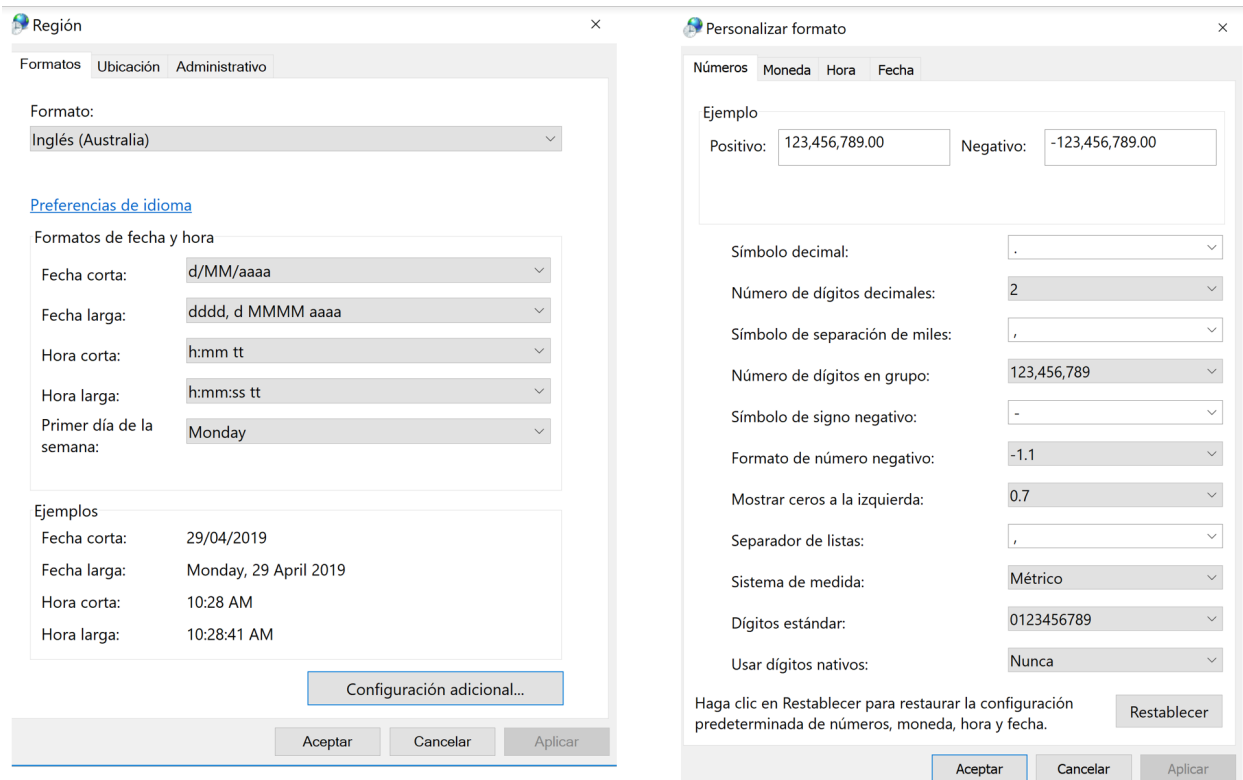 Región
Formatos Ubicación Administrativo
Formato:
Inglés (Australia)
Preferencias de idioma
Formatos de fecha y hora
Fecha corta: d/MM/aaaa
Fecha larga: dddd, d MMMM aaaa
Hora corta: h:mm tt
Hora larga: h:mm:ss tt
Primer día de la
semana: Monday
Ejemplos
Fecha corta: 29/04/2019
Fecha larga: Monday, 29 April 2019
Hora corta: 10:28 AM
Hora larga: 10:28:41 AM
Configuración adicional...
Aceptar Cancelar Aplicar
Personalizar formato
Números Moneda Hora Fecha
Ejemplo
Positivo: 123,456,789.00 Negativo: -123,456,789.00
Símbolo decimal: .
Número de dígitos decimales: 2
Símbolo de separación de miles: ,
Número de dígitos en grupo: 123,456,789
Símbolo de signo negativo: -
Formato de número negativo: -1.1
Mostrar ceros a la izquierda: 0.7
Separador de listas: ,
Sistema de medida: Métrico
Dígitos estándar: 0123456789
Usar dígitos nativos: Nunca
Haga clic en Restablecer para restaurar la configuración
predeterminada de números, moneda, hora y fecha.
Restablecer
Aceptar Cancelar Aplicar